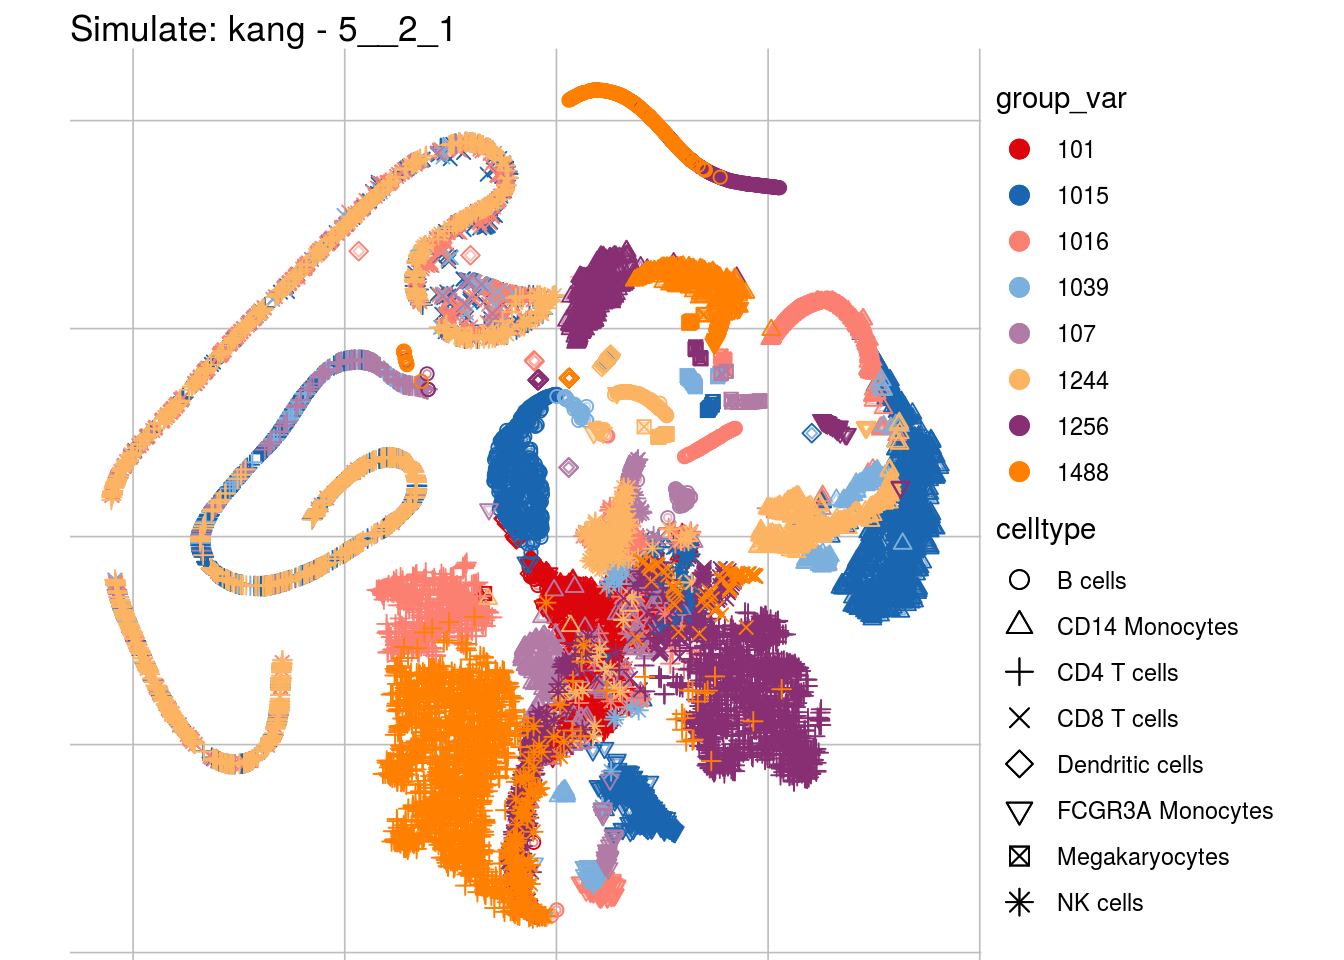 Simulate: kang - 5__2_1
group_var
101
1015
1016
1039
107
1244
1256
1488
celltype
B cells
CD14 Monocytes
CD4 T cells
CD8 T cells
Dendritic cells
FCGR3A Monocytes
Megakaryocytes
NK cells